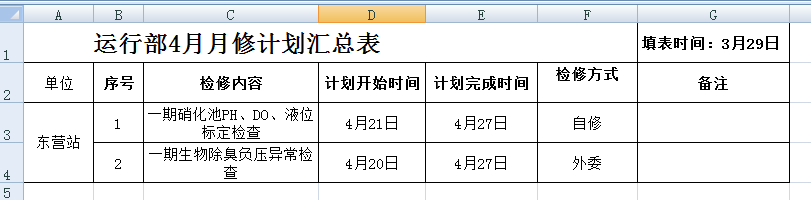 A B C D E F G
1 运行部4月月修计划汇总表 填表时间：3月29日
2 单位 序号 检修内容 计划开始时间 计划完成时间 检修方式 备注
3 东营站 1 一期硝化池PH、DO、液位
标定检查 4月21日 4月27日 自修
4 2 一期生物除臭负压异常检
查 4月20日 4月27日 外委
5